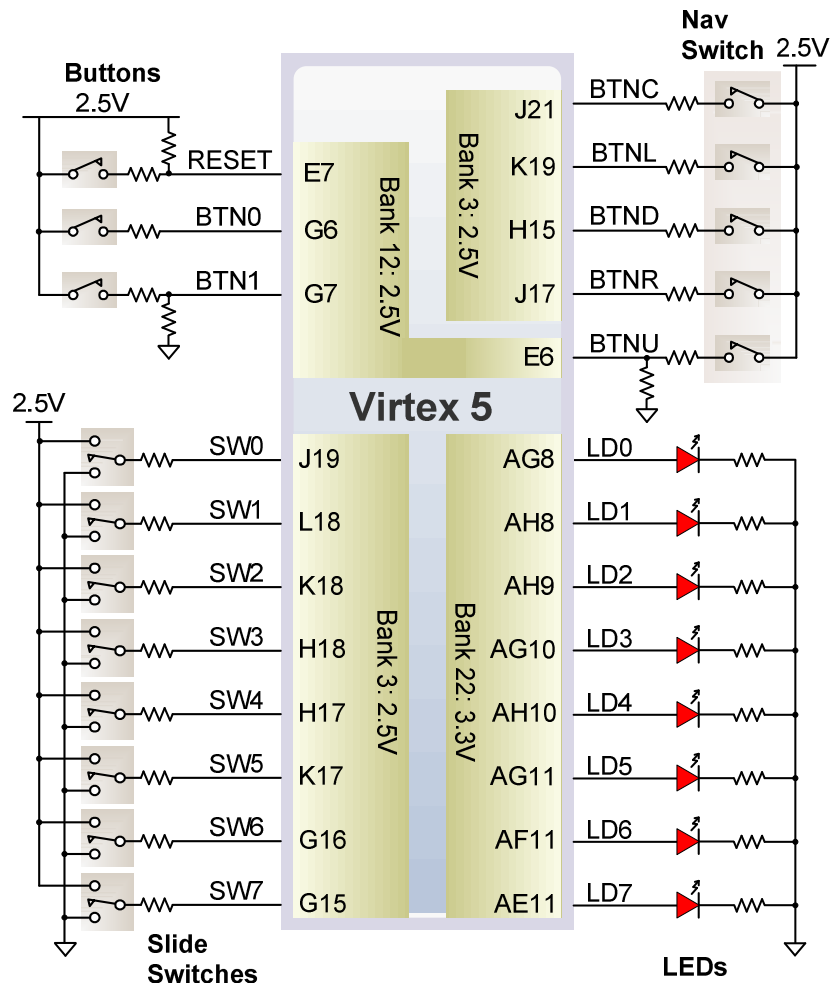 Buttons
2.5V
RESET
BTN0
BTN1
E7
G6
G7
Bank 12: 2.5V
Nav
Switch
2.5V
J21
K19
H15
J17
E6
Bank 3: 2.5V
BTNC
BTNL
BTND
BTNR
BTNU
Virtex 5
2.5V
SW0
SW1
SW2
SW3
SW4
SW5
SW6
SW7
J19
L18
K18
H18
H17
K17
G16
G15
Bank 3: 2.5V
Slide
Switches
Bank 22: 3.3V
AG8
AH8
AH9
AG10
AH10
AG11
AF11
AE11
LD0
LD1
LD2
LD3
LD4
LD5
LD6
LD7
LEDs